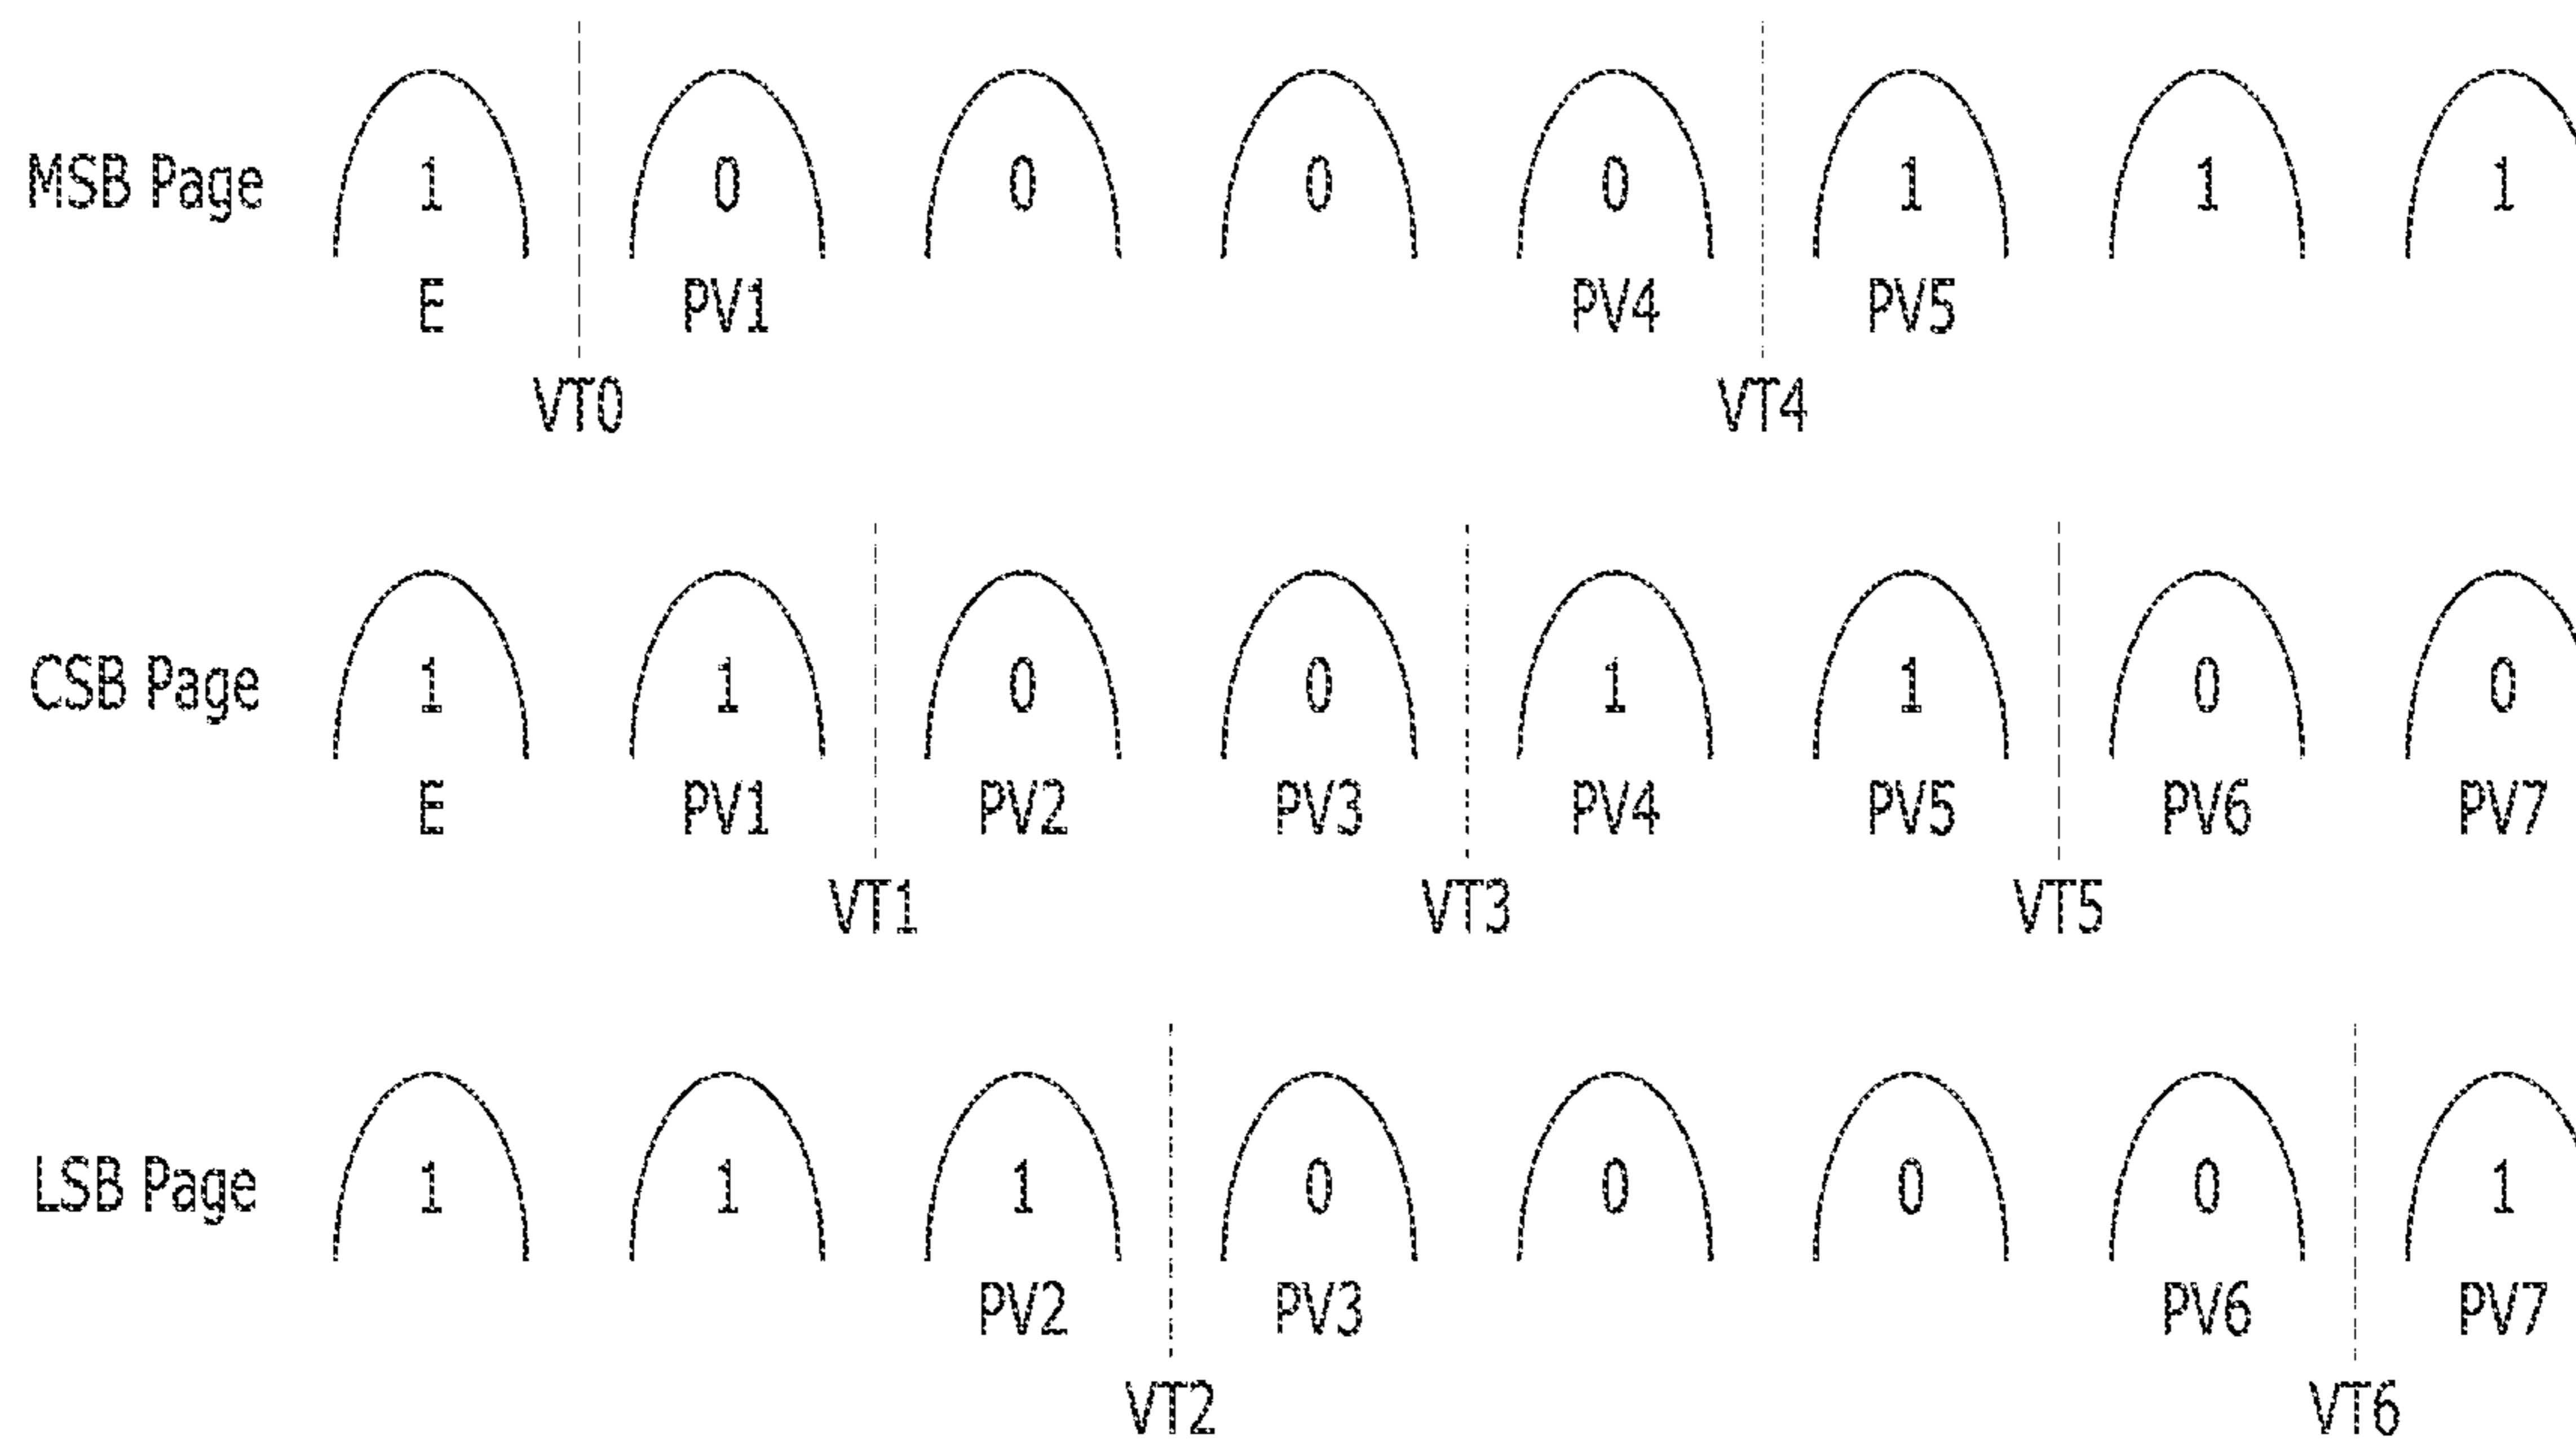 MSB Page 1 0 0 0 0 1 1 1
E PV1 PV4 PV5
VT0 VT4
CSB Page 1 1 0 0 1 1 0 0
E PV1 PV2 PV3 PV4 PV5 PV6 PV7
VT1 VT3 VT5
LSB Page 1 1 1 0 0 0 0 1
PV2 PV3 PV6 PV7
VT2 VT6